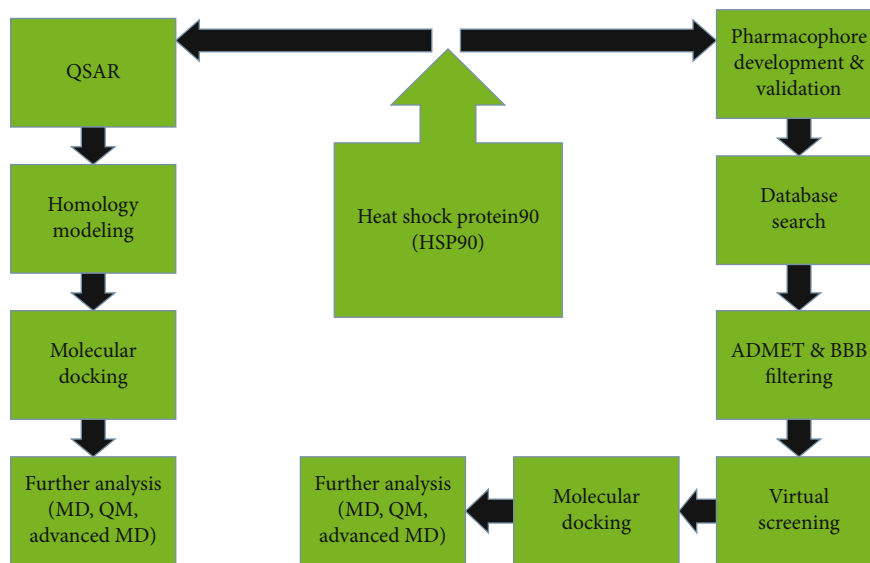 QSAR
Homology
modeling
Molecular
docking
Further analysis
(MD, QM,
advanced MD)
Heat shock protein90
(HSP90)
Pharmacophore
development &
validation
Database
search
ADMET & BBB
filtering
Virtual
screening
Molecular
docking
Further analysis
(MD, QM,
advanced MD)